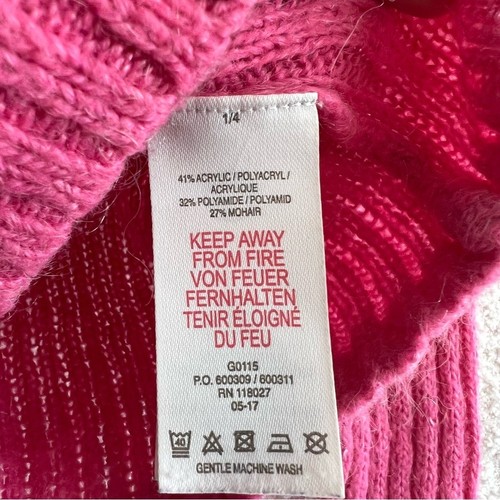 1/4
41% ACRYLIC / POLYACRYL /
ACRYLIQUE
32% POLYAMIDE / POLYAMID
27% MOHAIR
KEEP AWAY
FROM FIRE
VON FEUER
FERNHALTEN
TENIR ÉLOIGNÉ
DU FEU
G0115
P.O. 600309 / 600311
RN 118027
05-17
40
GENTLE MACHINE WASH